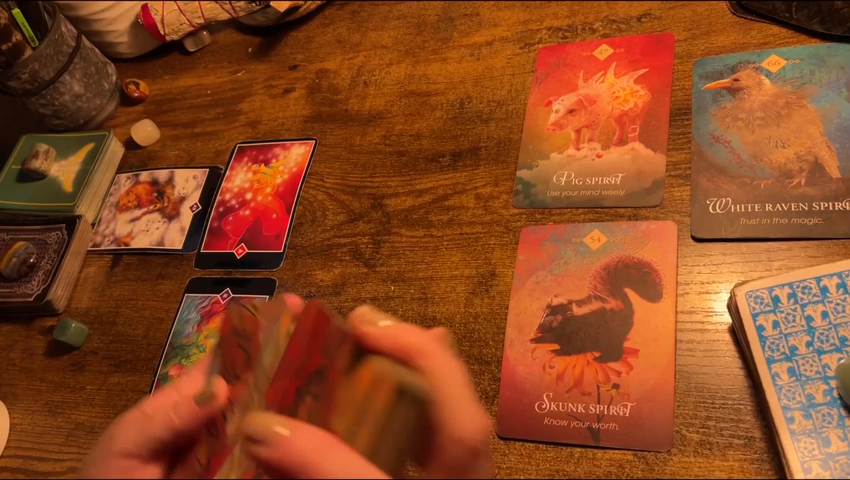 PIG SPIRIT
Use your mind wisely.
66
WHITE RAVEN SPIRIT
Trust in the magic.
54
SKUNK SPIRIT
Know your worth.